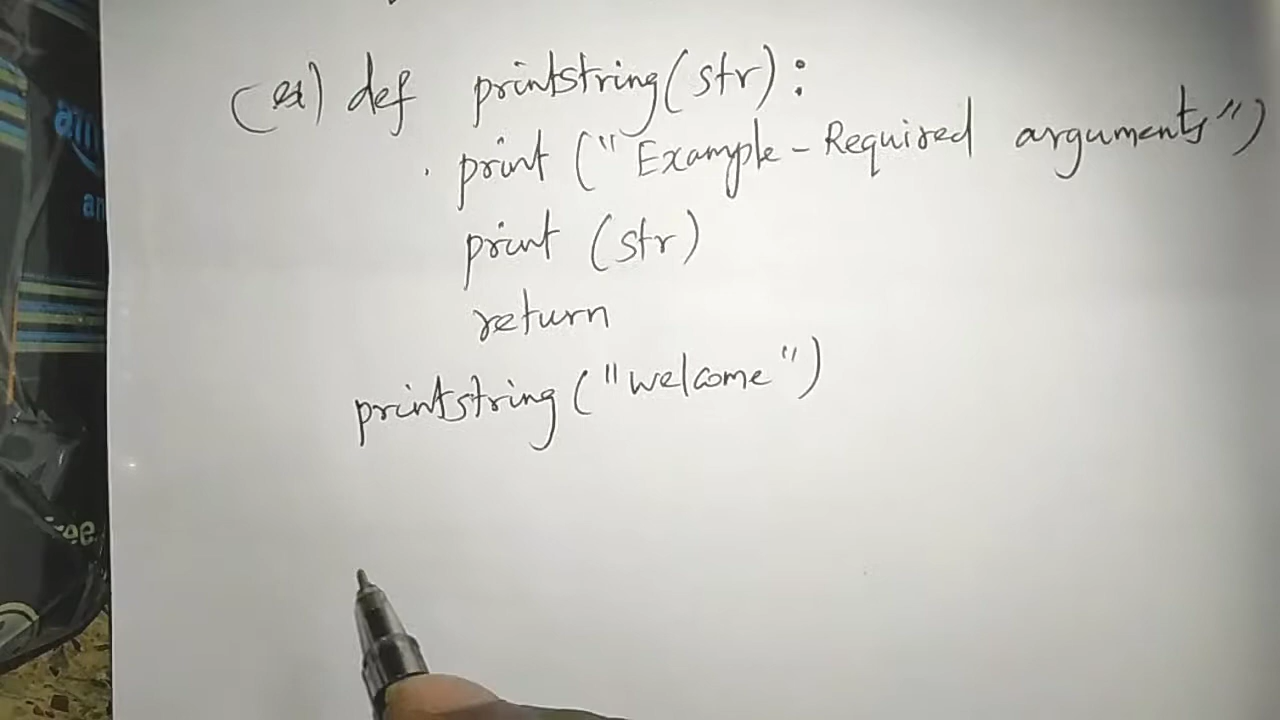 (ex) def printstring(str):
print ("Example-Required arguments")
print (str)
return
printstring ("welcome")